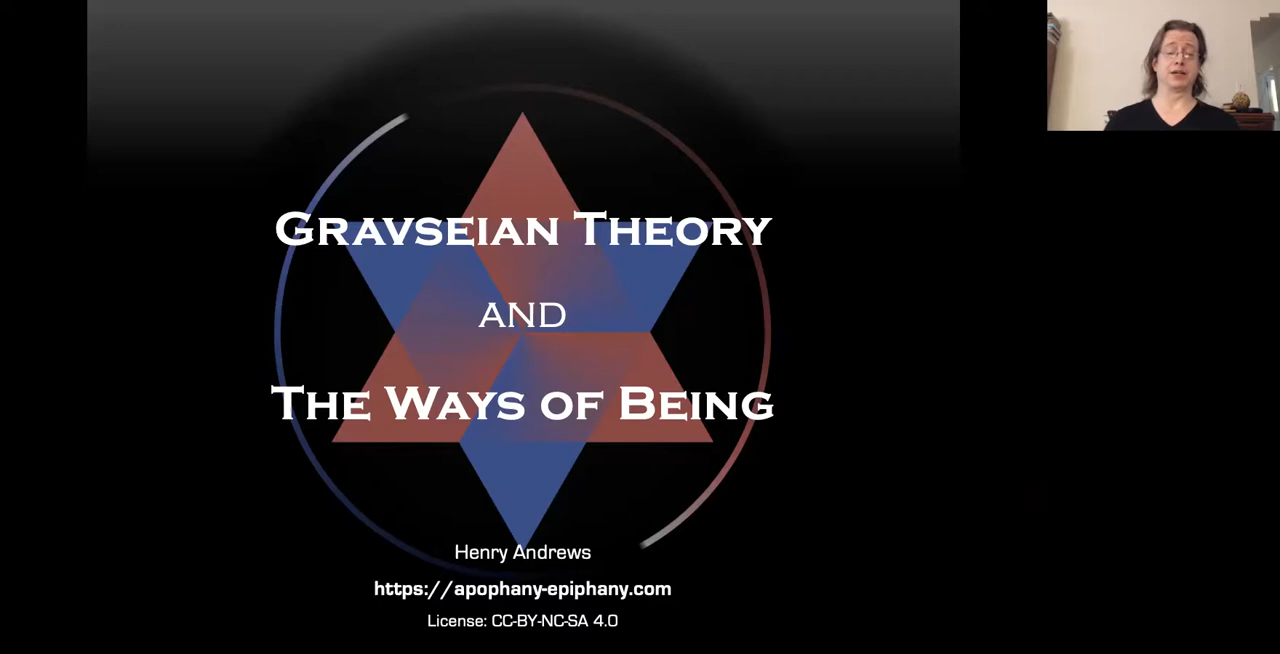 Gravseian Theory
and
The Ways of Being
Henry Andrews
https://apophany-epiphany.com
License: CC-BY-NC-SA 4.0